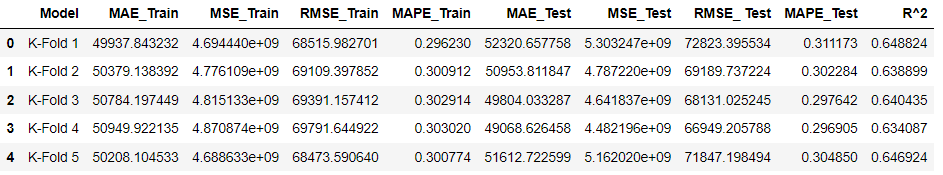 Model MAE_Train MSE_Train RMSE_Train MAPE_Train MAE_Test MSE_Test RMSE_ Test MAPE_Test R^2
0 K-Fold 1 49937.843232 4.694440e+09 68515.982701 0.296230 52320.657758 5.303247e+09 72823.395534 0.311173 0.648824
1 K-Fold 2 50379.138392 4.776109e+09 69109.397852 0.300912 50953.811847 4.787220e+09 69189.737224 0.302284 0.638899
2 K-Fold 3 50784.197449 4.815133e+09 69391.157412 0.302914 49804.033287 4.641837e+09 68131.025245 0.297642 0.640435
3 K-Fold 4 50949.922135 4.870874e+09 69791.644922 0.303020 49068.626458 4.482196e+09 66949.205788 0.296905 0.634087
4 K-Fold 5 50208.104533 4.688633e+09 68473.590640 0.300774 51612.722599 5.162020e+09 71847.198494 0.304850 0.646924